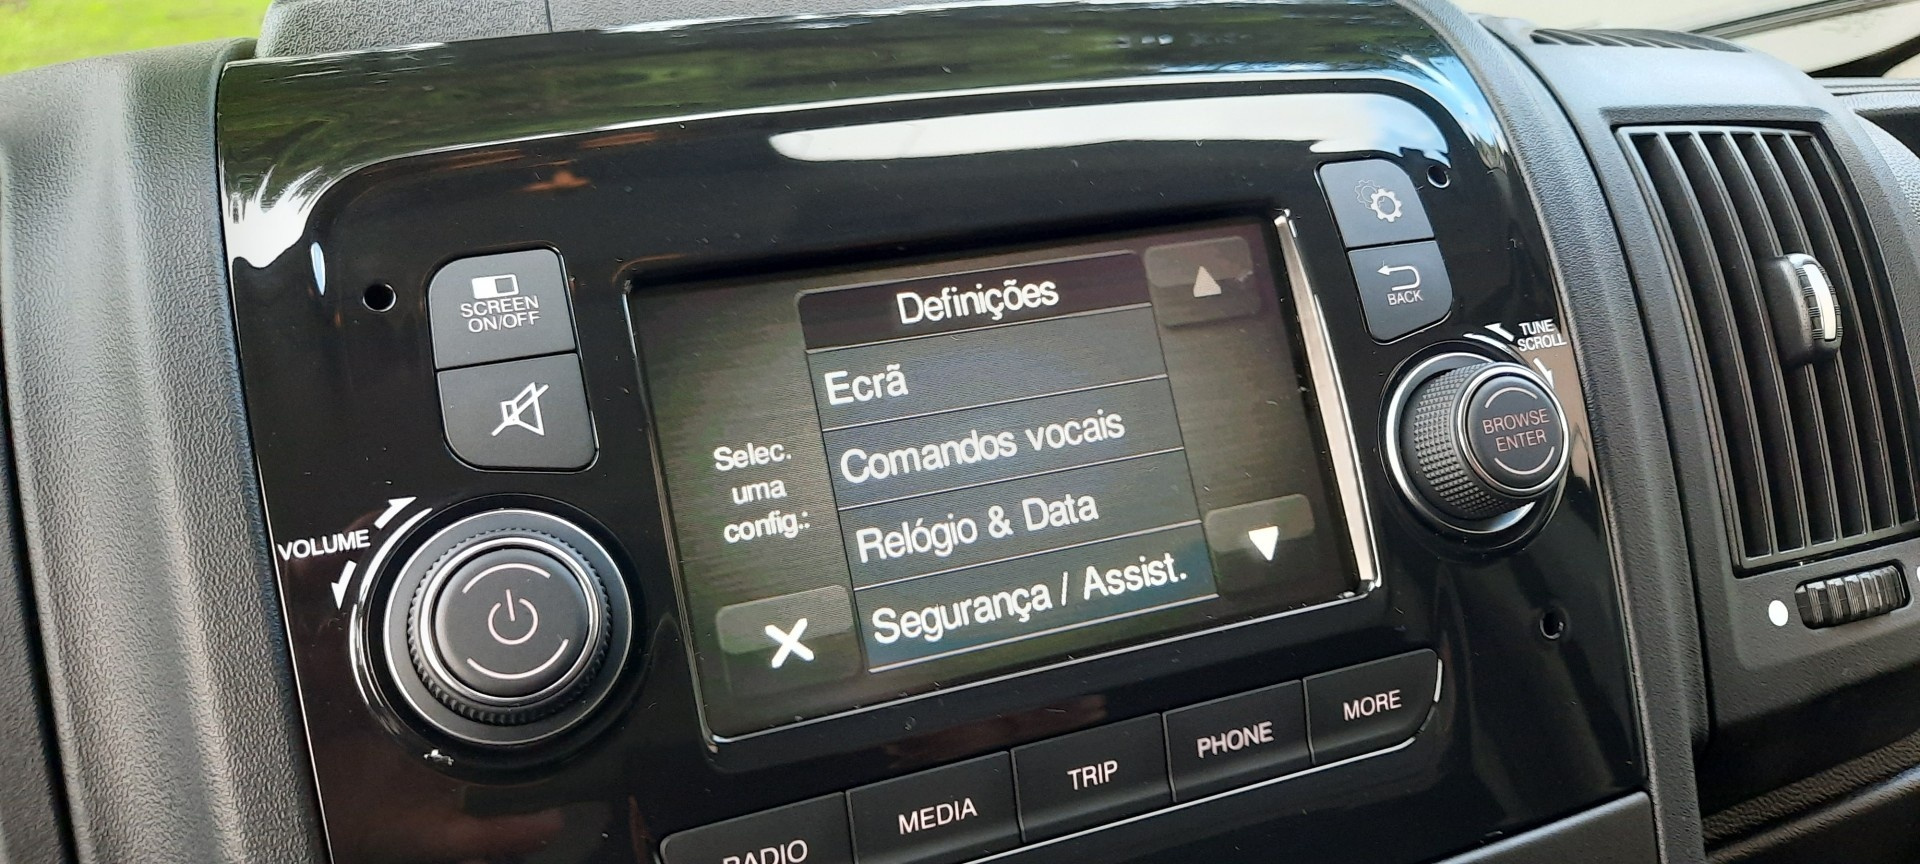 SCREEN
ON/OFF
VOLUME
Definições
Ecrã
Comandos vocais
Relógio & Data
Segurança / Assist.
Selec.
uma
config.:
BACK
TUNE
SCROLL
BROWSE
ENTER
RADIO
MEDIA
TRIP
PHONE
MORE